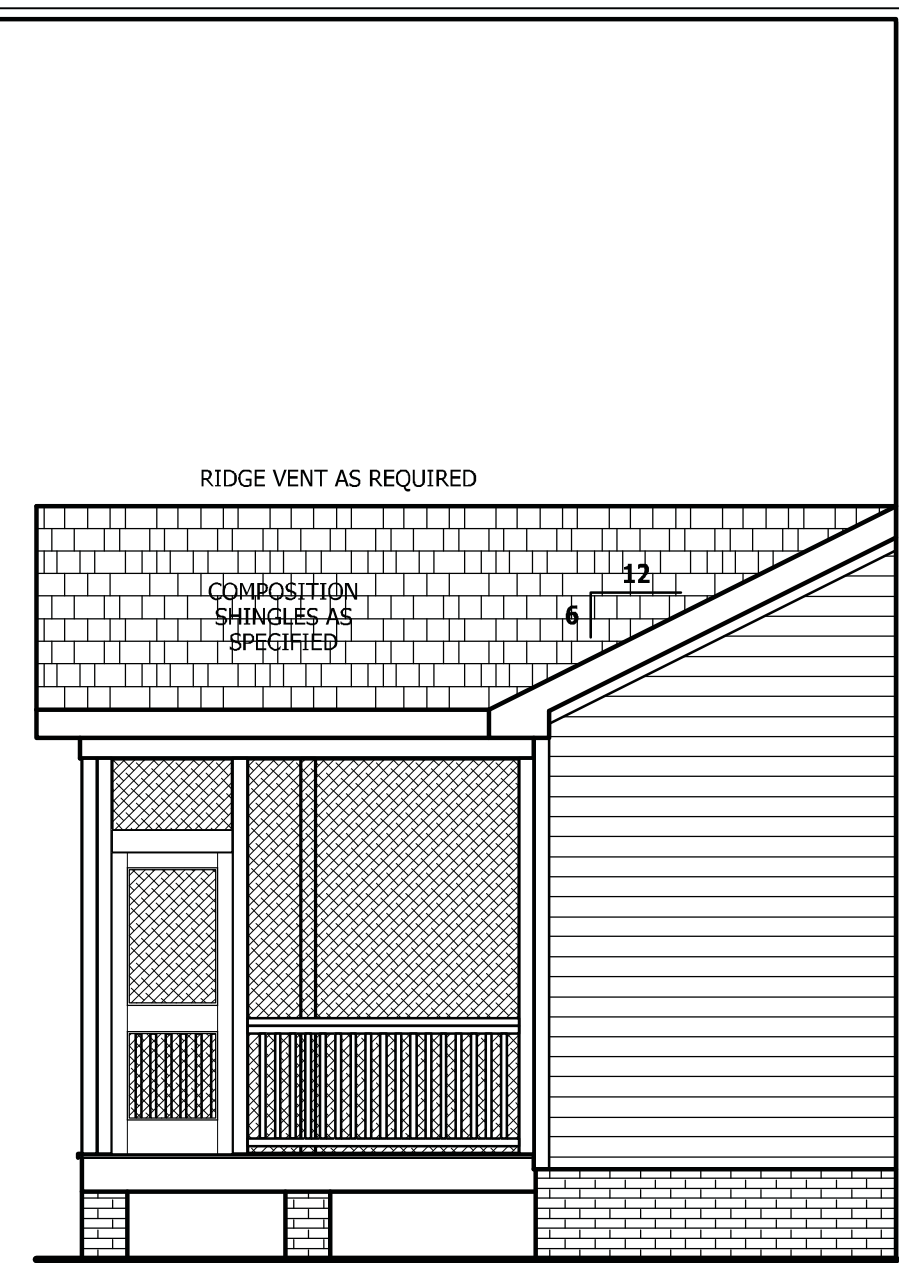 RIDGE VENT AS REQUIRED
12
COMPOSITION
SHINGLES AS
SPECIFIED
6